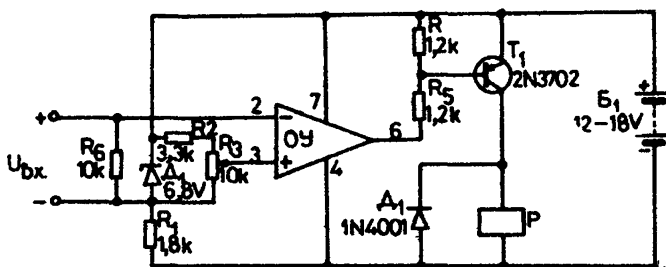 R
1,2k
T1
2N3702
2
7
ОУ
6
R5
1,2k
Б1
12–18V
+
−
+
R2
3,3k
R3
10k
3
+
−
4
Uвх.
R6
10k
Д1
6,8V
−
R1
1,8k
Д1
1N4001
P